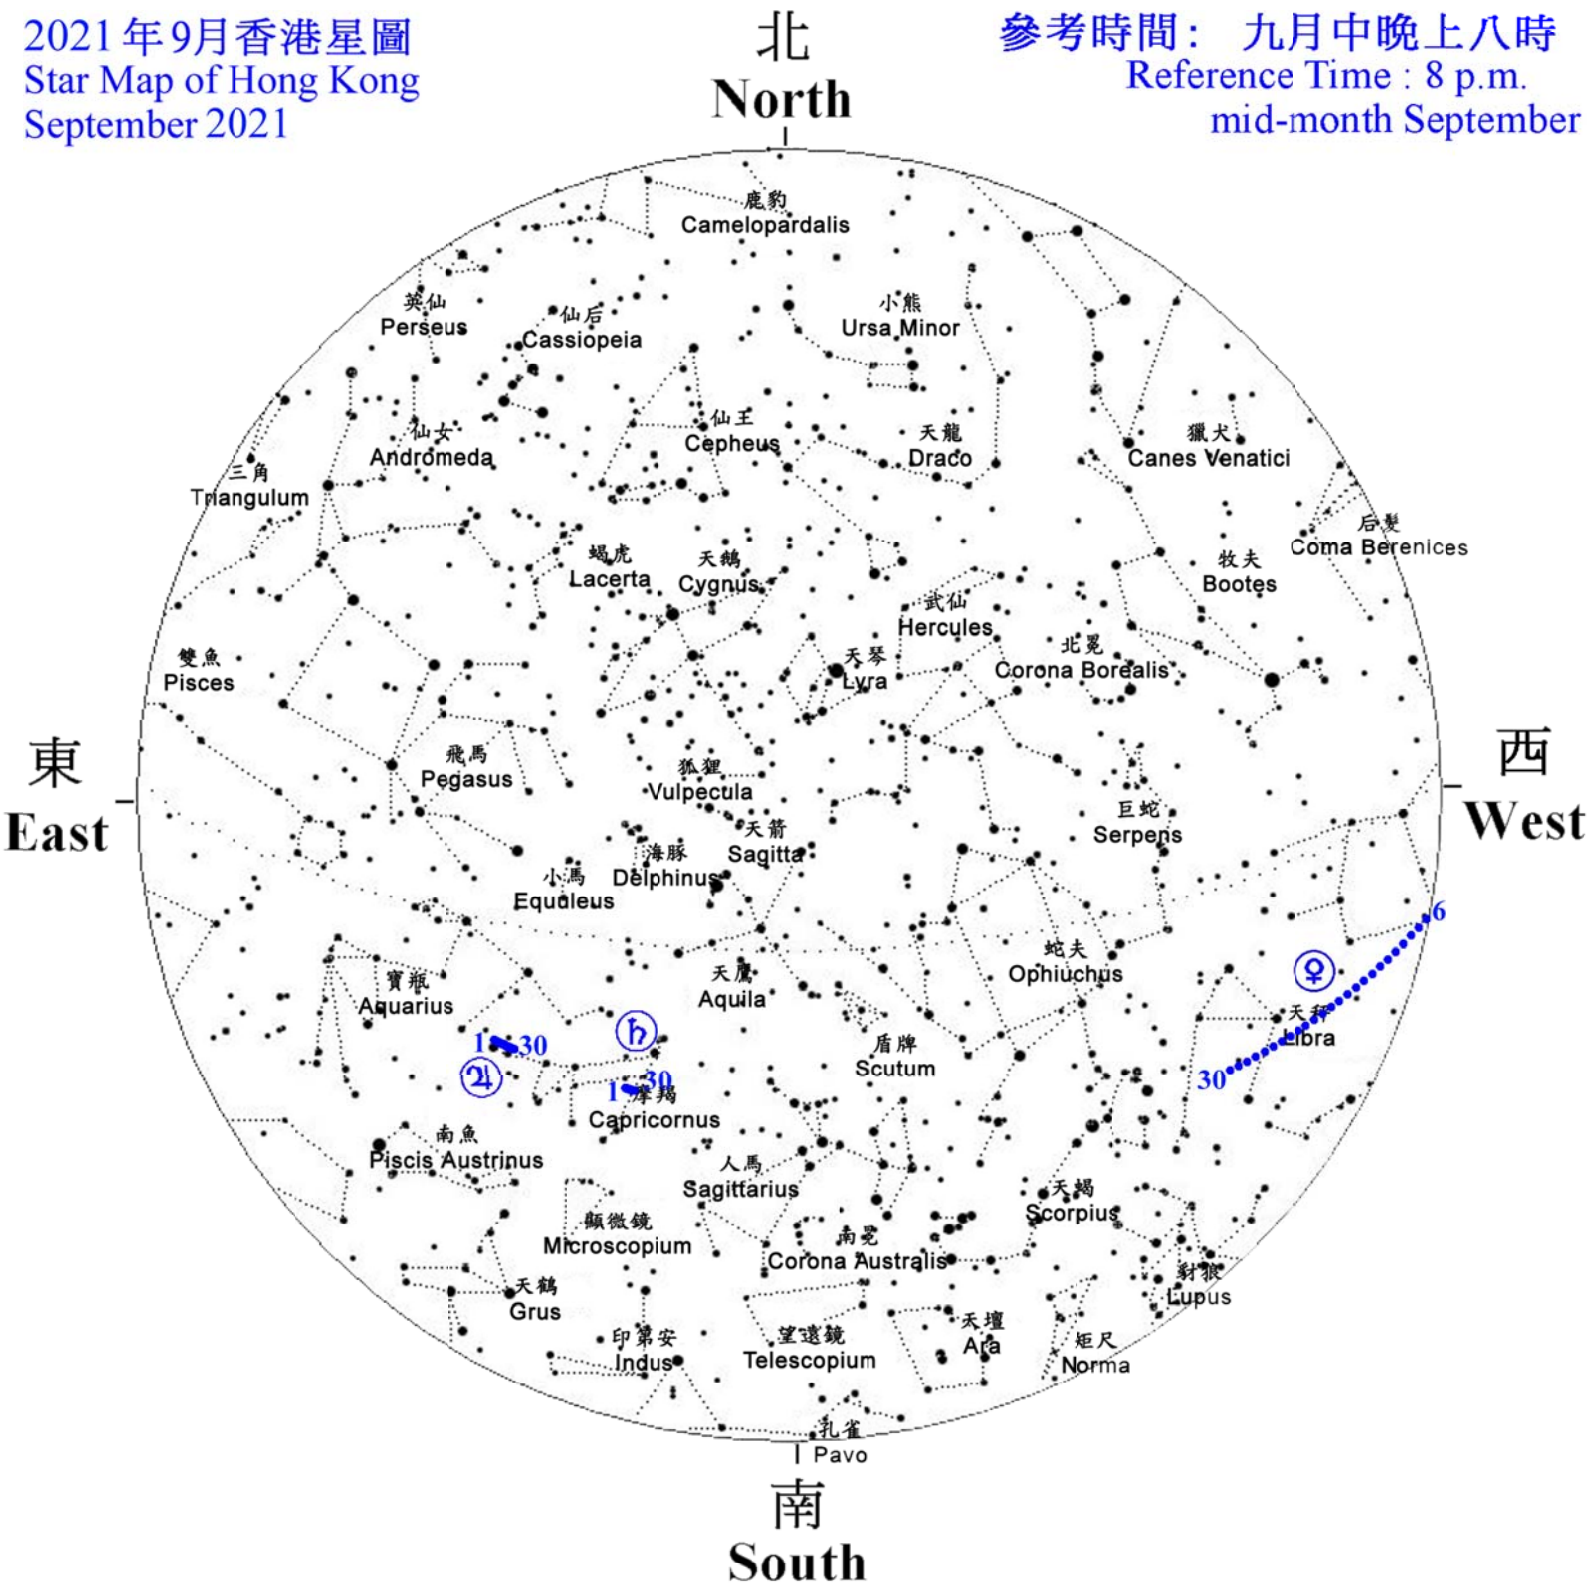 2021年9月香港星圖
Star Map of Hong Kong
September 2021
北
North
參考時間: 九月中晚上八時
Reference Time : 8 p.m.
mid-month September
鹿豹
Camelopardalis
英仙
Perseus
仙后
Cassiopeia
小熊
Ursa Minor
仙女
Andromeda
仙王
Cepheus
天龍
Draco
獵犬
Canes Venatici
三角
Triangulum
后髮
Coma Berenices
蝎虎
Lacerta
天鵝
Cygnus
牧夫
Bootes
武仙
Hercules
雙魚
Pisces
天琴
Lyra
北冕
Corona Borealis
東
East
西
West
飛馬
Pegasus
狐狸
Vulpecula
巨蛇
Serpens
天箭
Sagitta
海豚
Delphinus
小馬
Equuleus
6
蛇夫
Ophiuchus
天鷹
Aquila
寶瓶
Aquarius
♀
天秤
Libra
30
♄
1 30
♃
盾牌
Scutum
1 30
摩羯
Capricornus
南魚
Piscis Austrinus
人馬
Sagittarius
天蝎
Scorpius
顯微鏡
Microscopium
南冕
Corona Australis
豺狼
Lupus
天鶴
Grus
印第安
Indus
望遠鏡
Telescopium
天壇
Ara
矩尺
Norma
孔雀
Pavo
南
South